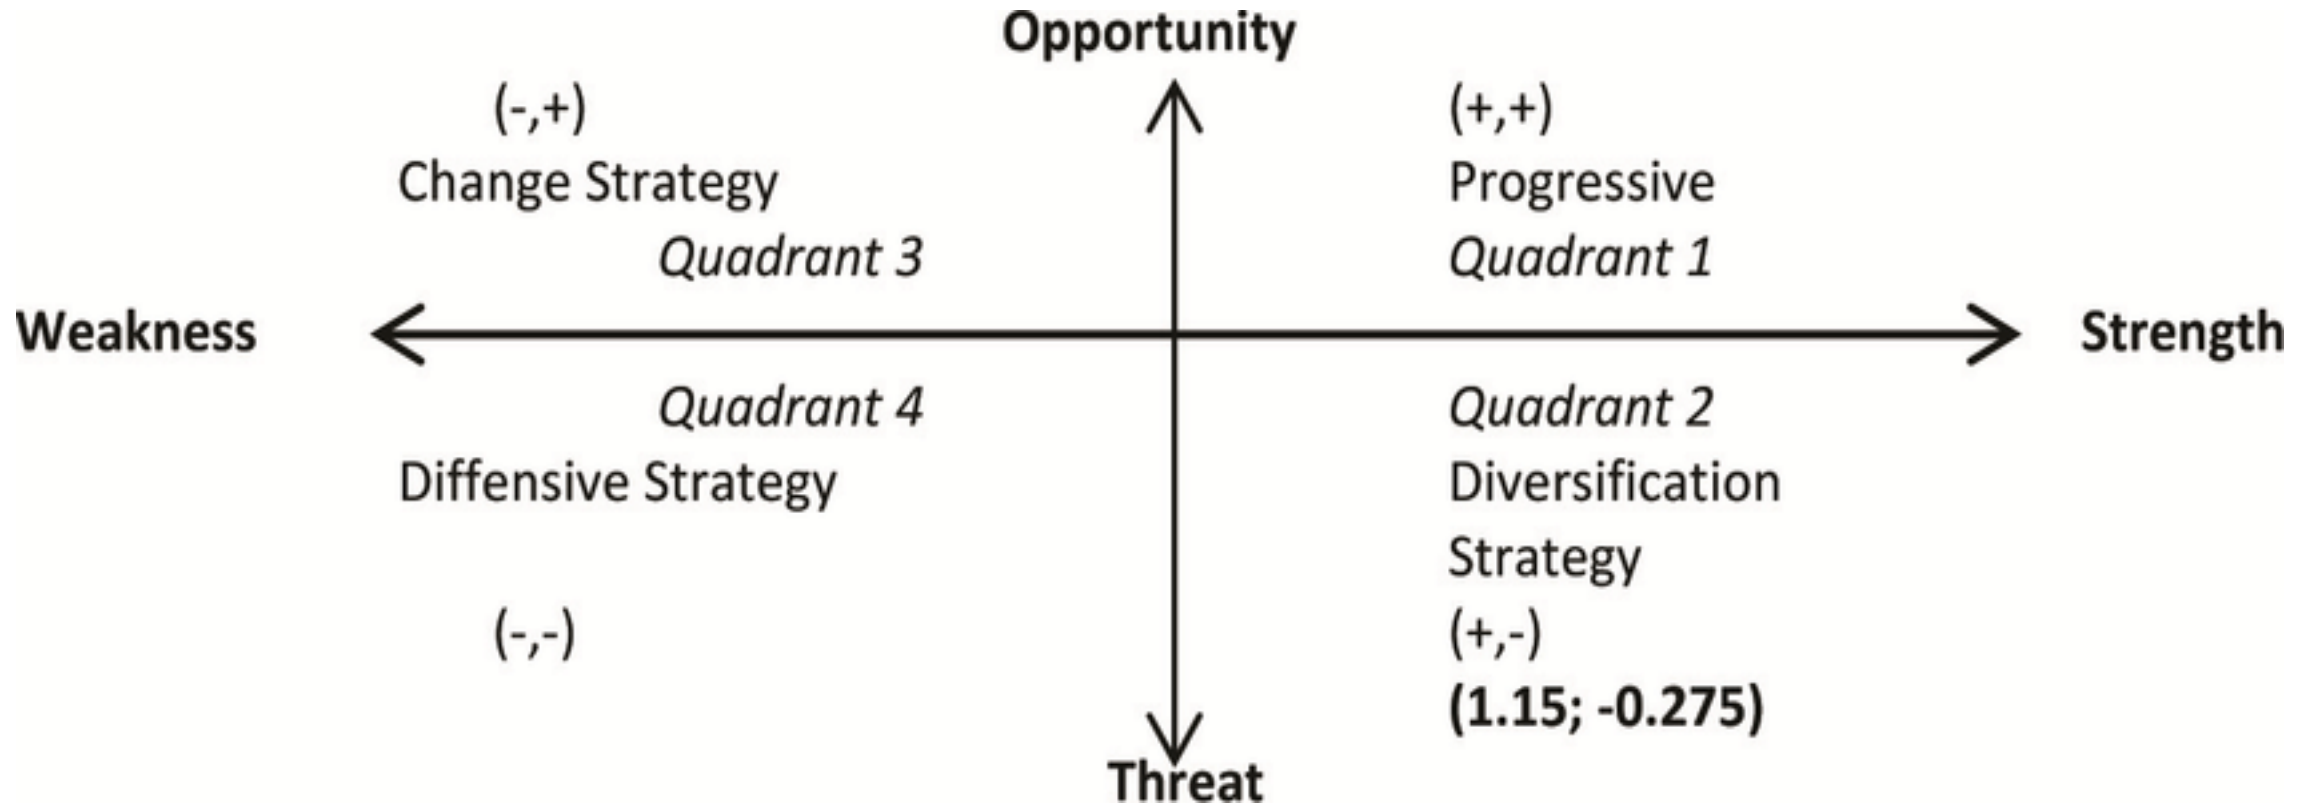 Opportunity
(-,+)
Change Strategy
Quadrant 3
(+,+)
Progressive
Quadrant 1
Weakness
Strength
Quadrant 4
Diffensive Strategy
(-,-)
Quadrant 2
Diversification
Strategy
(+,-)
(1.15; -0.275)
Threat